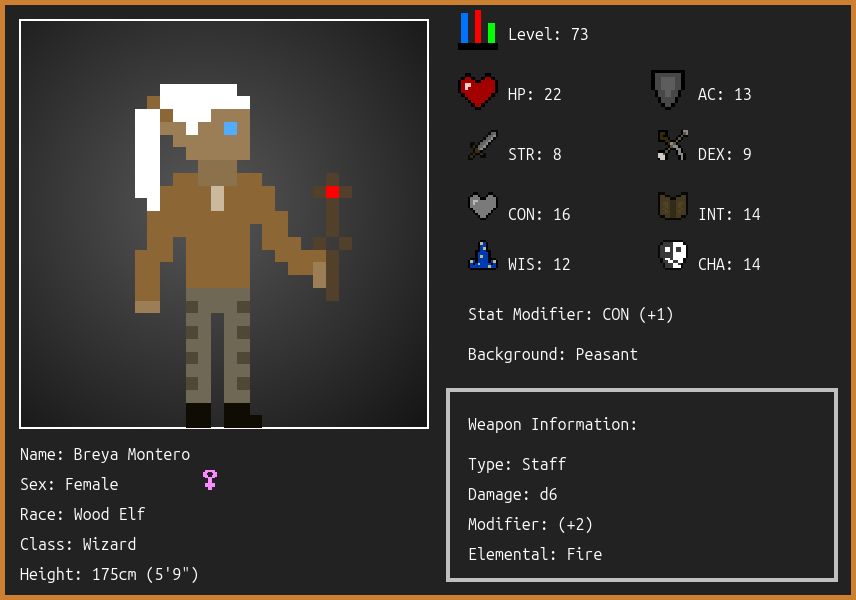 Level: 73
HP: 22
AC: 13
STR: 8
DEX: 9
CON: 16
INT: 14
WIS: 12
CHA: 14
Stat Modifier: CON (+1)
Background: Peasant
Weapon Information:
Type: Staff
Damage: d6
Modifier: (+2)
Elemental: Fire
Name: Breya Montero
Sex: Female
Race: Wood Elf
Class: Wizard
Height: 175cm (5'9")